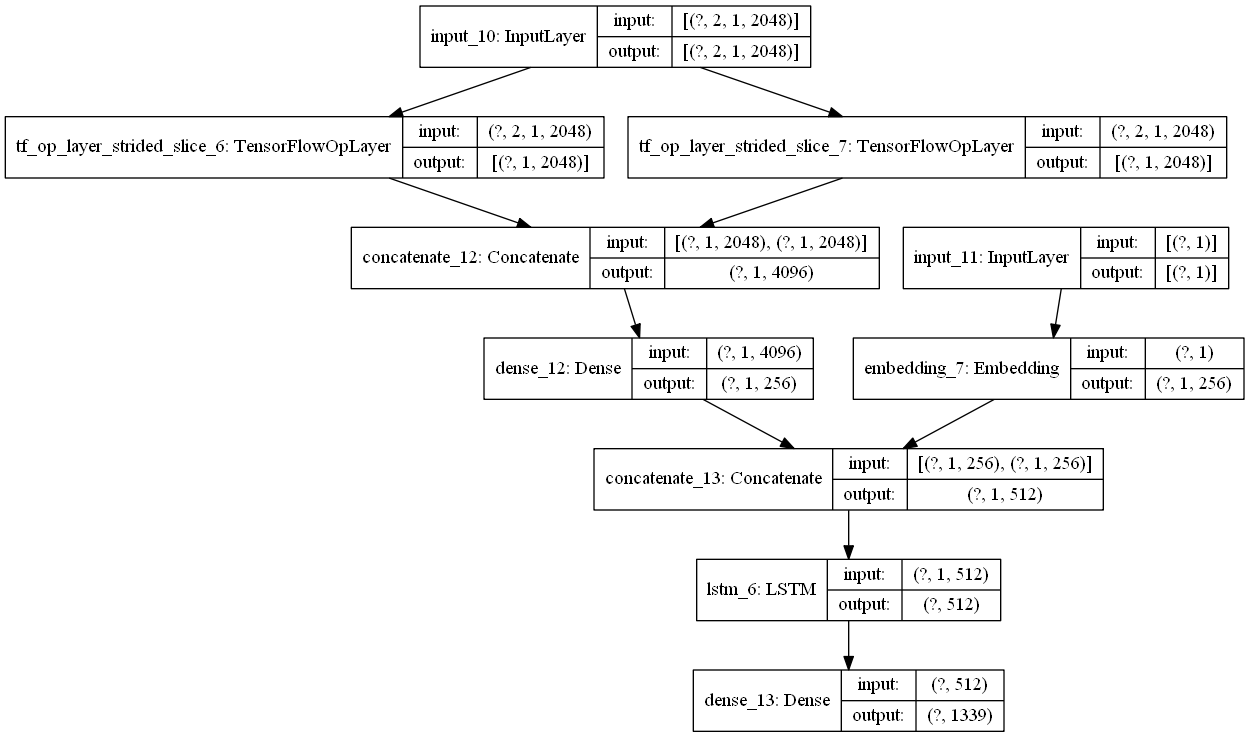 input_10: InputLayer
input: [(?, 2, 1, 2048)]
output: [(?, 2, 1, 2048)]
tf_op_layer_strided_slice_6: TensorFlowOpLayer
input: (?, 2, 1, 2048)
output: [(?, 1, 2048)]
tf_op_layer_strided_slice_7: TensorFlowOpLayer
input: (?, 2, 1, 2048)
output: [(?, 1, 2048)]
concatenate_12: Concatenate
input: [(?, 1, 2048), (?, 1, 2048)]
output: (?, 1, 4096)
input_11: InputLayer
input: [(?, 1)]
output: [(?, 1)]
dense_12: Dense
input: (?, 1, 4096)
output: (?, 1, 256)
embedding_7: Embedding
input: (?, 1)
output: (?, 1, 256)
concatenate_13: Concatenate
input: [(?, 1, 256), (?, 1, 256)]
output: (?, 1, 512)
lstm_6: LSTM
input: (?, 1, 512)
output: (?, 512)
dense_13: Dense
input: (?, 512)
output: (?, 1339)